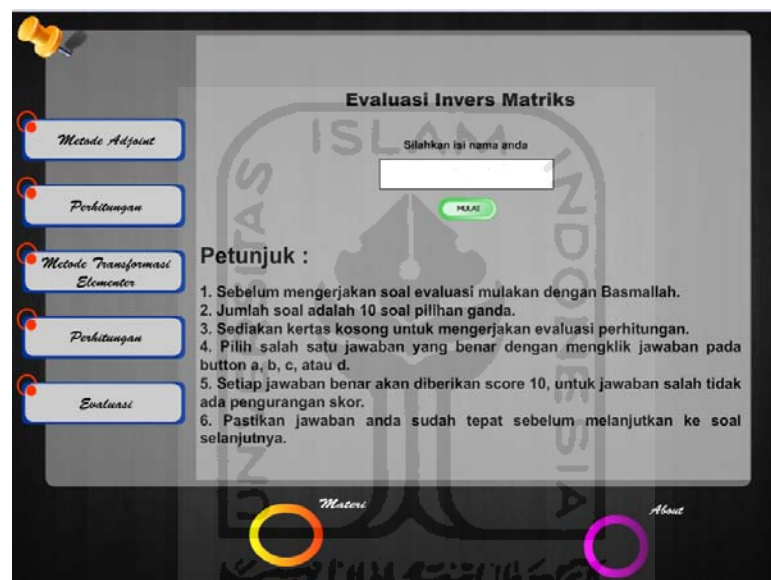 Evaluasi Invers Matriks
Silahkan isi nama anda
MULAI
Metode Adjoint
Perhitungan
Metode Transformasi
Elementer
Perhitungan
Evaluasi
Petunjuk :
1. Sebelum mengerjakan soal evaluasi mulakan dengan Basmallah.
2. Jumlah soal adalah 10 soal pilihan ganda.
3. Sediakan kertas kosong untuk mengerjakan evaluasi perhitungan.
4. Pilih salah satu jawaban yang benar dengan mengklik jawaban pada
button a, b, c, atau d.
5. Setiap jawaban benar akan diberikan score 10, untuk jawaban salah tidak
ada pengurangan skor.
6. Pastikan jawaban anda sudah tepat sebelum melanjutkan ke soal
selanjutnya.
Materi
About
UNIVERSITAS
ISLAM
INDONESIA